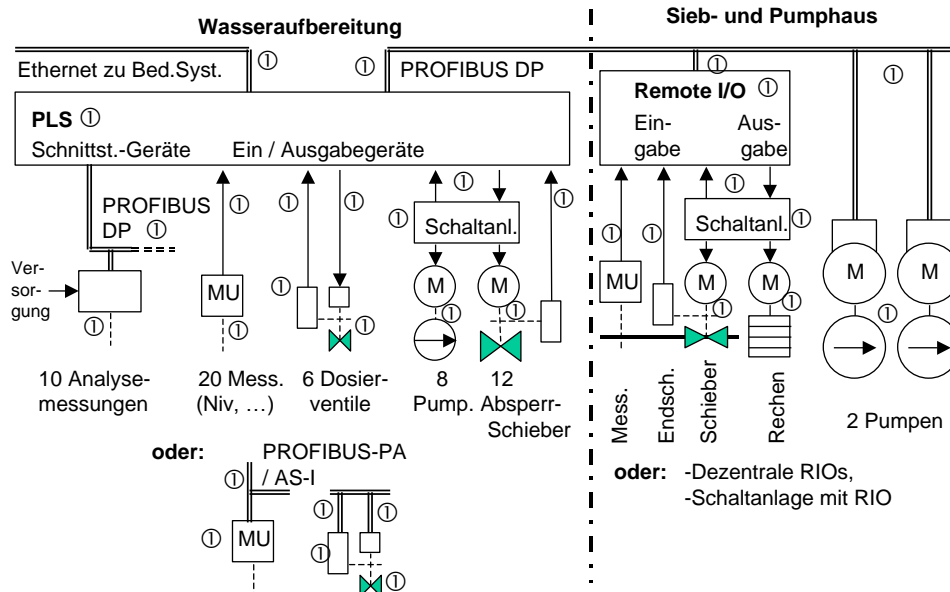 Wasseraufbereitung
Sieb- und Pumphaus
Ethernet zu Bed.Syst. ① ① PROFIBUS DP ① ①
PLS ①
Schnittst.-Geräte Ein / Ausgabegeräte
Remote I/O ①
Ein- Aus-
gabe gabe
PROFIBUS
DP ①
① ① ① ① ①
① Schaltanl.
① ① ①
Schaltanl. ①
Ver-
sor-
gung
①
MU
①
① ①
M M
① ①
MU
M M
① ①
M M
①
10 Analyse-
messungen
20 Mess.
(Niv, …)
6 Dosier-
ventile
8
Pump.
12
Absperr-
Schieber
Mess.
Endsch.
Schieber
Rechen
2 Pumpen
oder: PROFIBUS-PA
/ AS-I
①
① MU
① ①
① ①
oder: -Dezentrale RIOs,
-Schaltanlage mit RIO